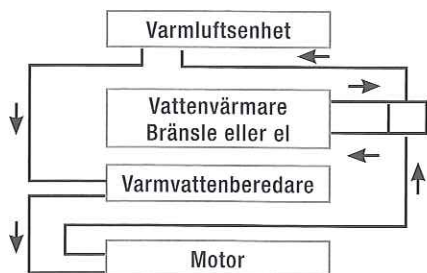 Varmluftsenhet
Vattenvärmare
Bränsle eller el
Varmvattenberedare
Motor